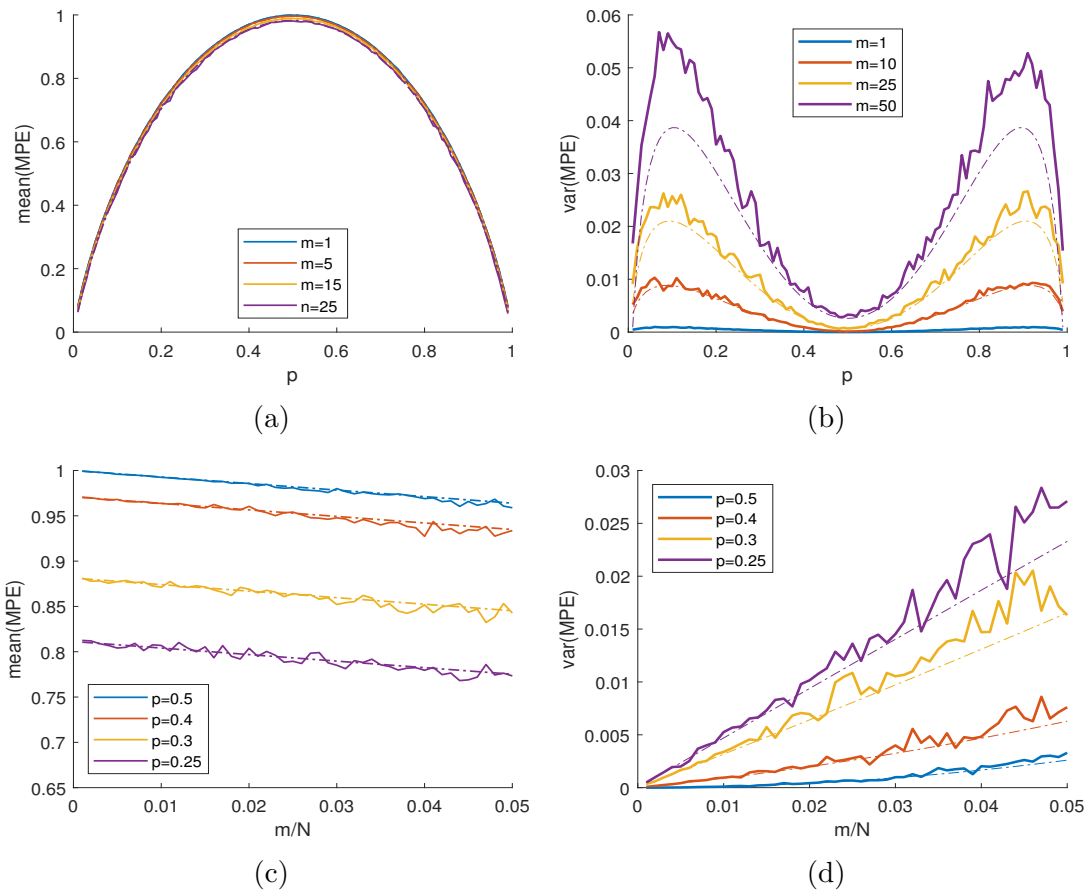 mean(MPE)
1
0.8
0.6
0.4
0.2
0
m=1
m=5
m=15
n=25
0 0.2 0.4 0.6 0.8 1
p
(a)
var(MPE)
0.06
0.05
0.04
0.03
0.02
0.01
0
m=1
m=10
m=25
m=50
0 0.2 0.4 0.6 0.8 1
p
(b)
mean(MPE)
1
0.95
0.9
0.85
0.8
0.75
0.7
0.65
p=0.5
p=0.4
p=0.3
p=0.25
0 0.01 0.02 0.03 0.04 0.05
m/N
(c)
var(MPE)
0.03
0.025
0.02
0.015
0.01
0.005
0
p=0.5
p=0.4
p=0.3
p=0.25
0.01 0.02 0.03 0.04 0.05
m/N
(d)